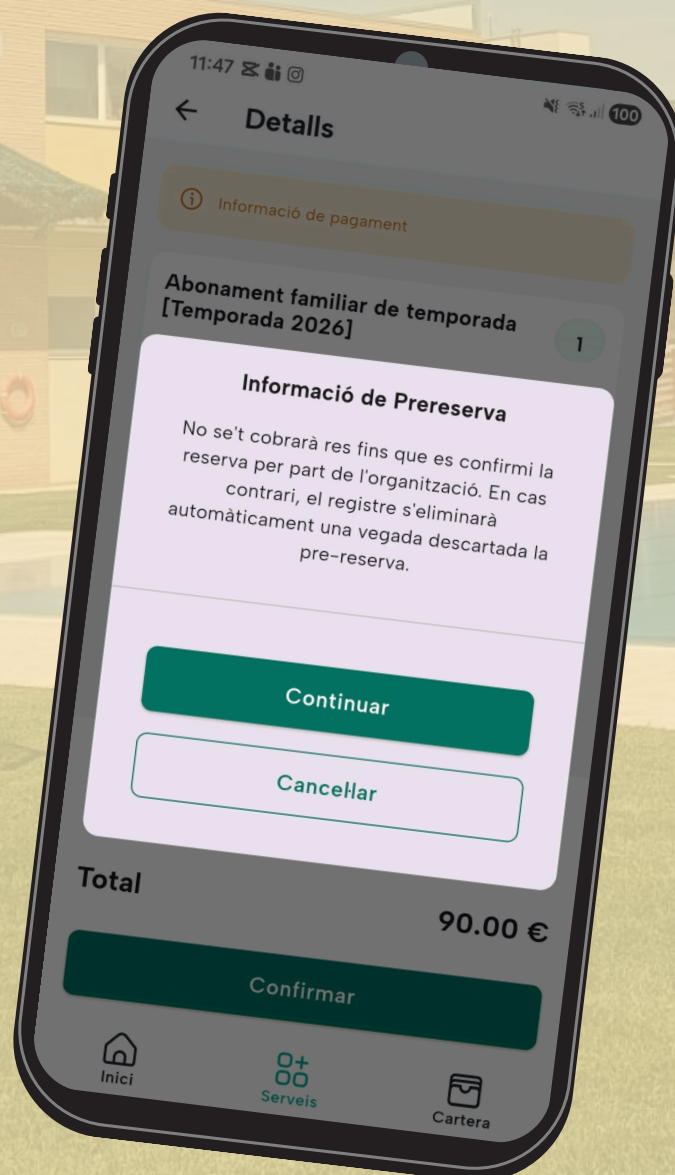 11:47
100
Detalls
Informació de pagament
Abonament familiar de temporada
[Temporada 2026]
1
Informació de Prereserva
No se't cobrarà res fins que es confirmi la
reserva per part de l'organització. En cas
contrari, el registre s'eliminarà
automàticament una vegada descartada la
pre-reserva.
Continuar
Cancel·lar
Total
90.00 €
Confirmar
Inici
Serveis
Cartera